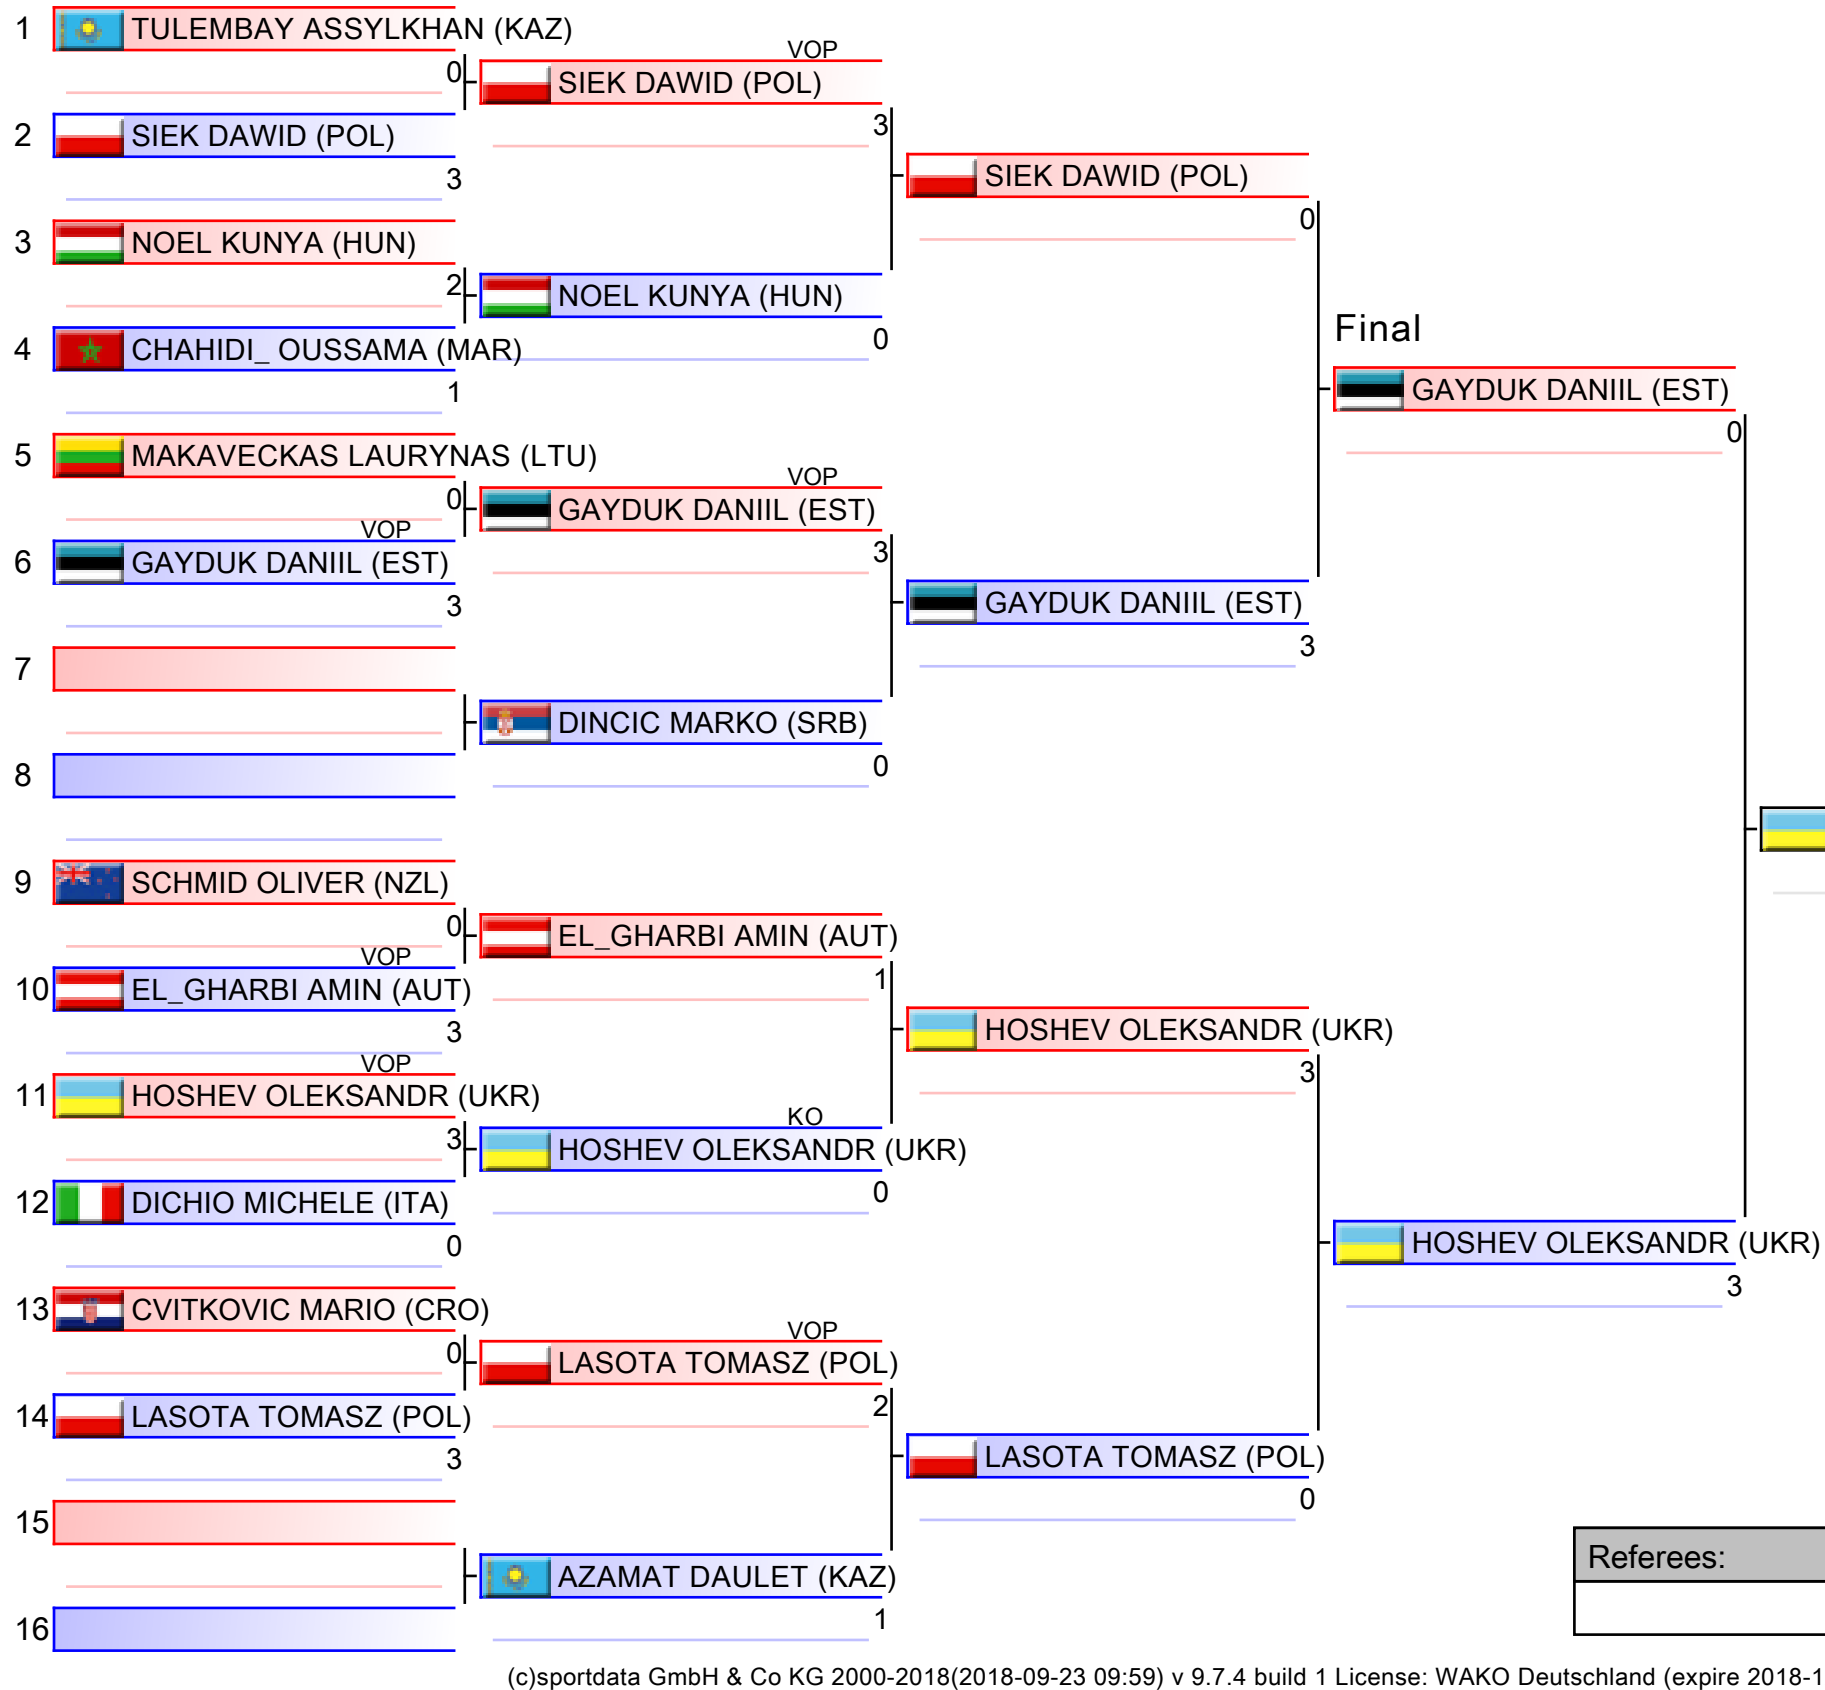 1 TULEMBAY ASSYLKHAN (KAZ)
0
2 SIEK DAWID (POL)
3
3 NOEL KUNYA (HUN)
2
4 CHAHIDI_ OUSSAMA (MAR)
1
5 MAKAVECKAS LAURYNAS (LTU)
0
VOP
6 GAYDUK DANIIL (EST)
3
7
8
9 SCHMID OLIVER (NZL)
0
VOP
10 EL_GHARBI AMIN (AUT)
3
VOP
11 HOSHEV OLEKSANDR (UKR)
3
12 DICHIO MICHELE (ITA)
0
13 CVITKOVIC MARIO (CRO)
0
14 LASOTA TOMASZ (POL)
3
15
16
VOP
SIEK DAWID (POL)
3
NOEL KUNYA (HUN)
0
VOP
GAYDUK DANIIL (EST)
3
DINCIC MARKO (SRB)
0
EL_GHARBI AMIN (AUT)
1
KO
HOSHEV OLEKSANDR (UKR)
0
VOP
LASOTA TOMASZ (POL)
2
AZAMAT DAULET (KAZ)
1
SIEK DAWID (POL)
0
GAYDUK DANIIL (EST)
3
HOSHEV OLEKSANDR (UKR)
3
LASOTA TOMASZ (POL)
0
Final
GAYDUK DANIIL (EST)
0
HOSHEV OLEKSANDR (UKR)
3
Referees:
(c)sportdata GmbH & Co KG 2000-2018(2018-09-23 09:59) v 9.7.4 build 1 License: WAKO Deutschland (expire 2018-1